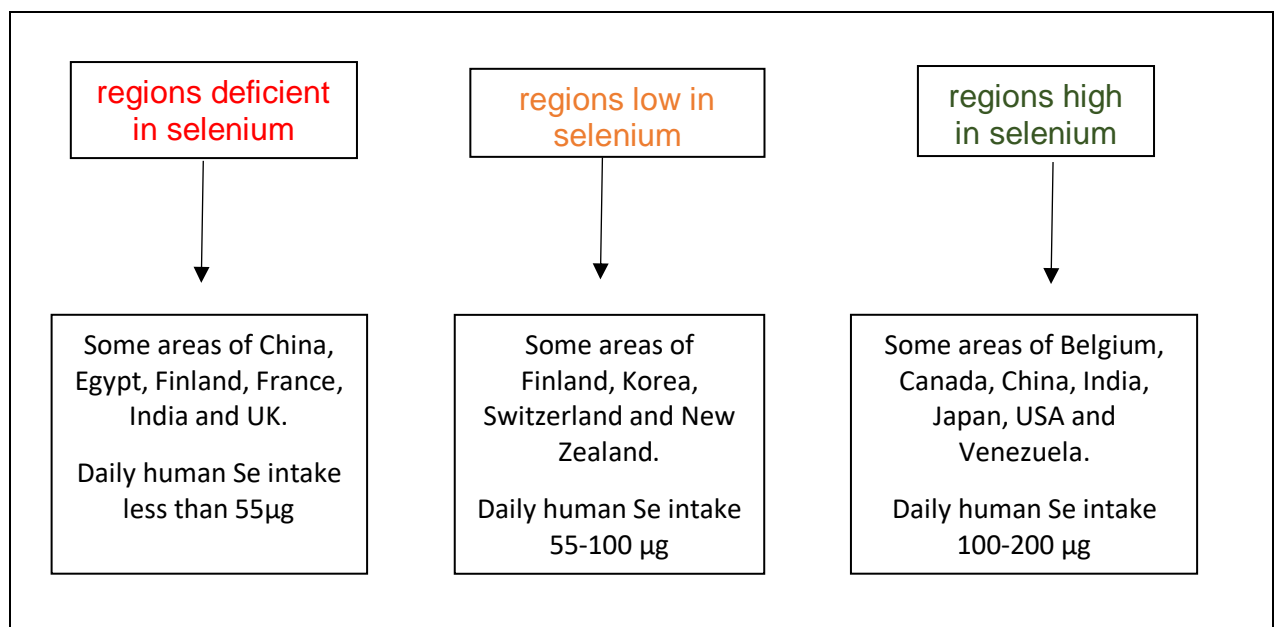 regions deficient
in selenium
regions low in
selenium
regions high
in selenium
Some areas of China,
Egypt, Finland, France,
India and UK.
Daily human Se intake
less than 55µg
Some areas of
Finland, Korea,
Switzerland and New
Zealand.
Daily human Se intake
55-100 µg
Some areas of Belgium,
Canada, China, India,
Japan, USA and
Venezuela.
Daily human Se intake
100-200 µg